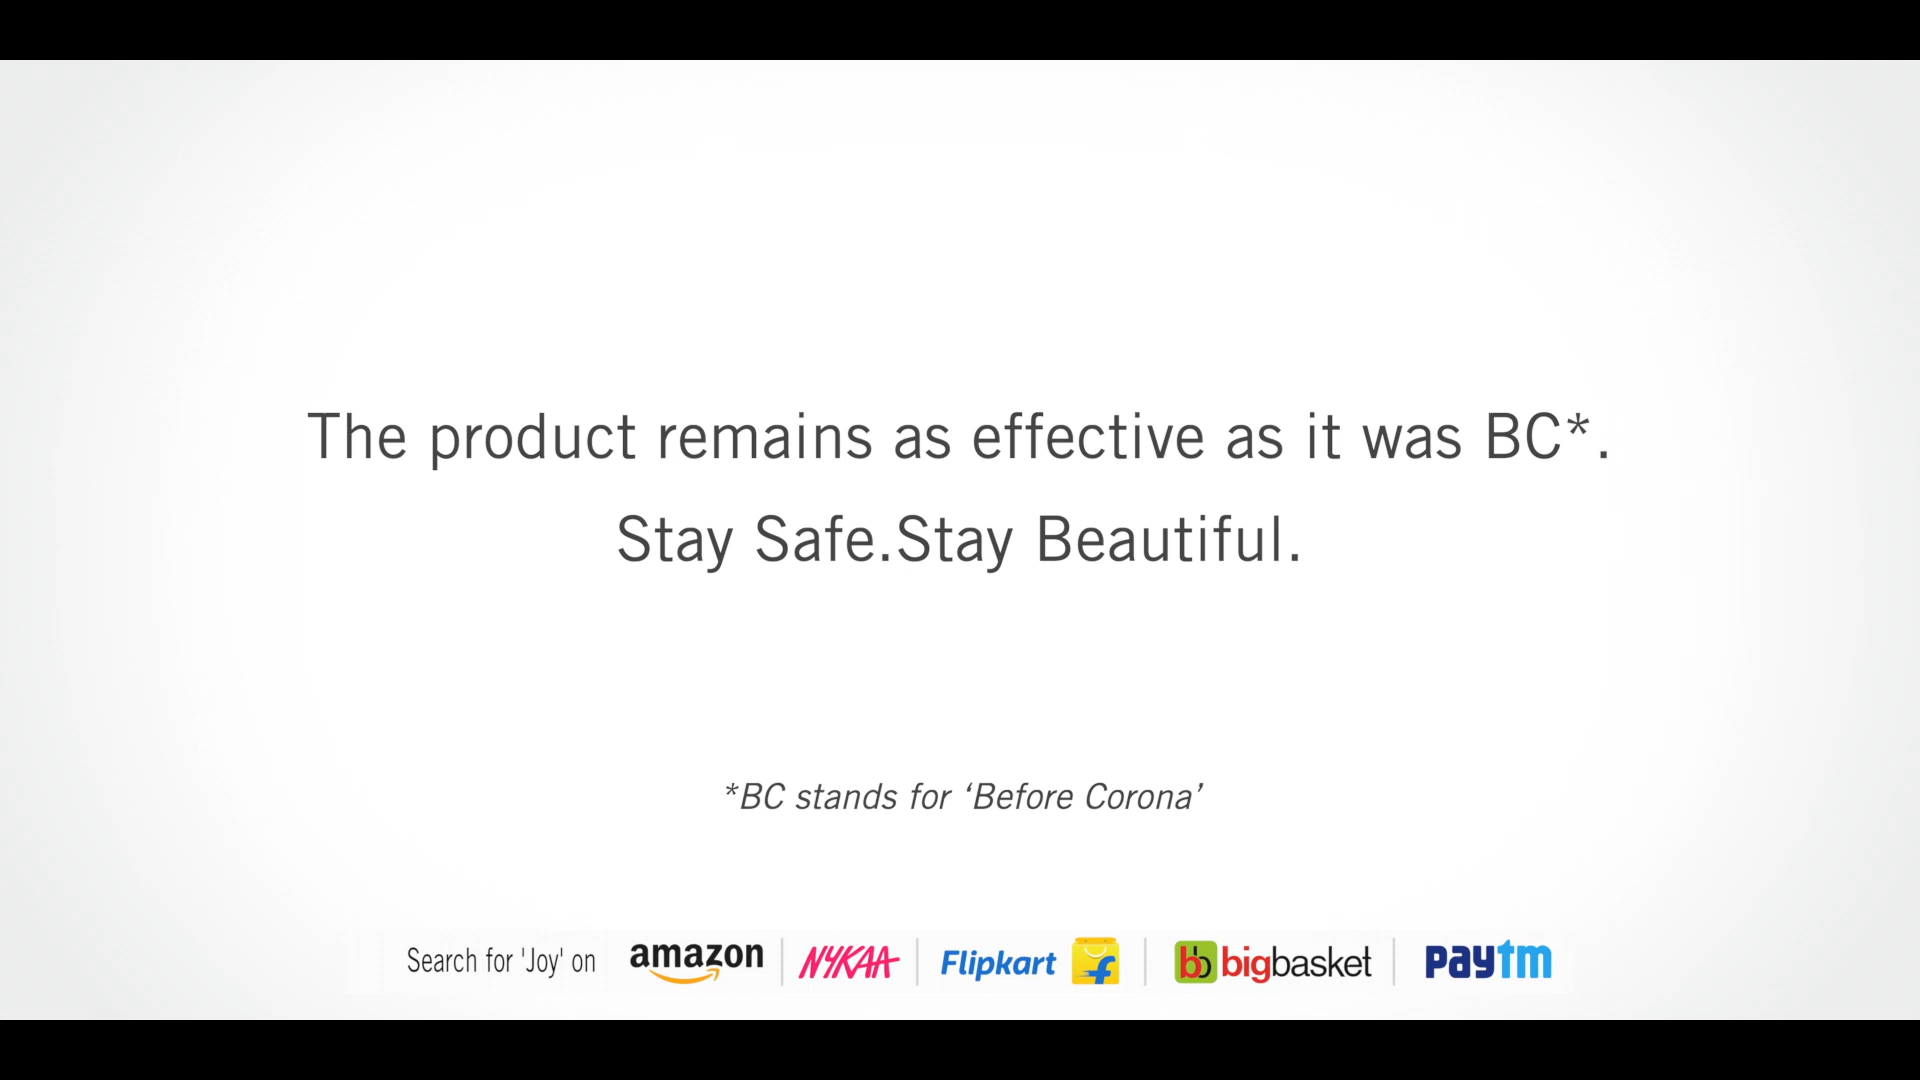 The product remains as effective as it was BC*.
Stay Safe.Stay Beautiful.
*BC stands for ‘Before Corona’
Search for 'Joy' on amazon NYKAA Flipkart f bb bigbasket paytm